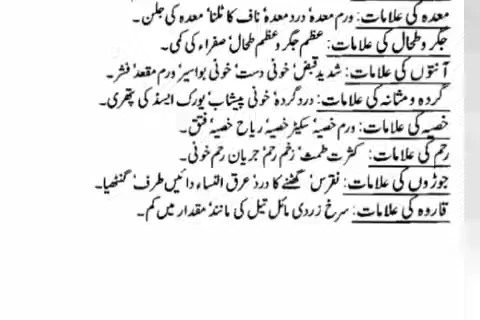 معدہ کی علامات: ورم معدہ' درد معدہ' ناف کا ٹلنا' معدہ کی جلن۔
جگر و طحال کی علامات: عظم جگر و عظم طحال' صفراء کی کمی۔
آنتوں کی علامات: شدید قبض' خونی دست' خونی بواسیر' ورم مقعد' فشر۔
گردہ و مثانہ کی علامات: درد گردہ' خونی پیشاب' یورک ایسڈ کی پتھری۔
خصیہ کی علامات: ورم خصیہ' سکیڑ خصیہ' ریاح خصیہ' فتق۔
رحم کی علامات: کثرت طمث' زخم رحم' جریان رحم خونی۔
جوڑوں کی علامات: نقرس' گھٹنے کا درد' عرق النساء دائیں طرف' گنٹھیا۔
قارورہ کی علامات: سرخ زردی مائل تیل کی مانند' مقدار میں کم۔